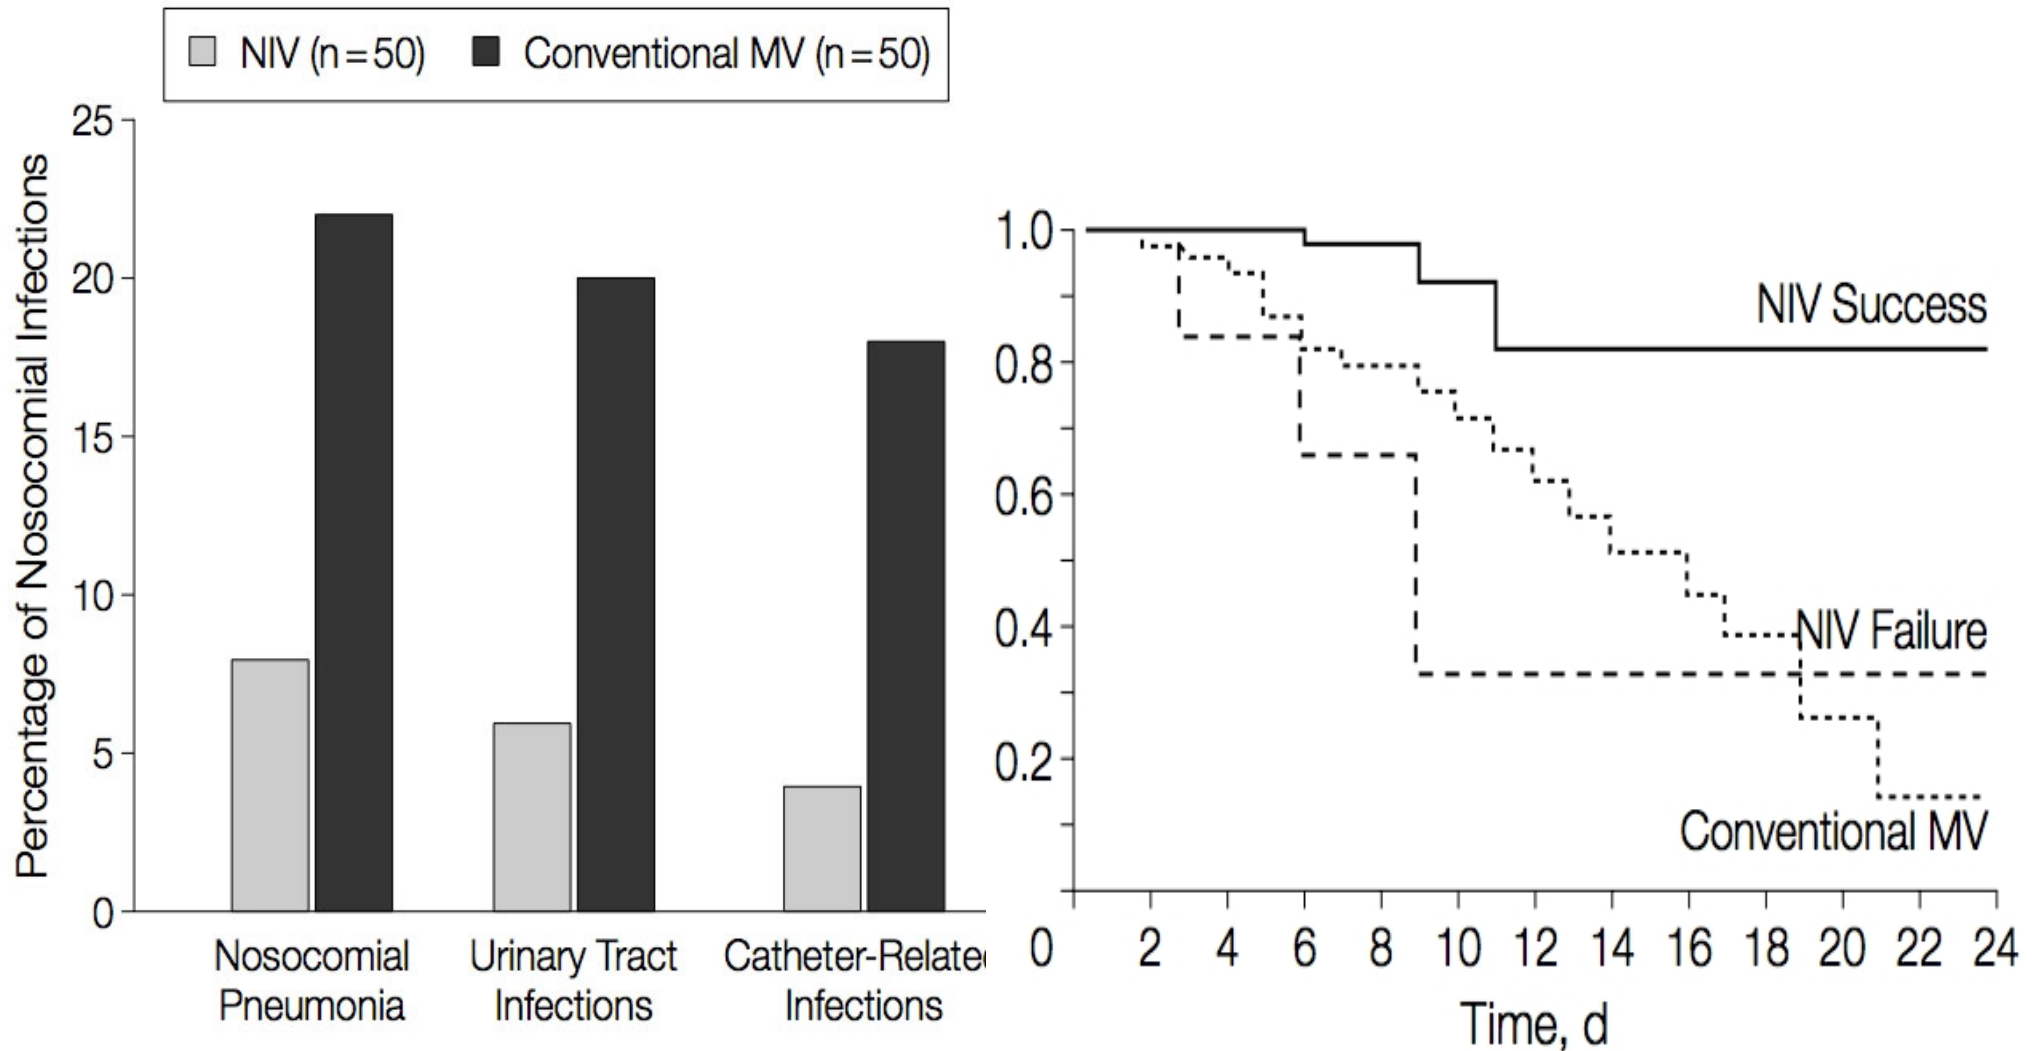 NIV (n=50) Conventional MV (n=50)
Percentage of Nosocomial Infections
25
20
15
10
5
0
Nosocomial
Pneumonia
Urinary Tract
Infections
Catheter-Relate
Infections
1.0
0.8
0.6
0.4
0.2
NIV Success
NIV Failure
Conventional MV
0 2 4 6 8 10 12 14 16 18 20 22 24
Time, d